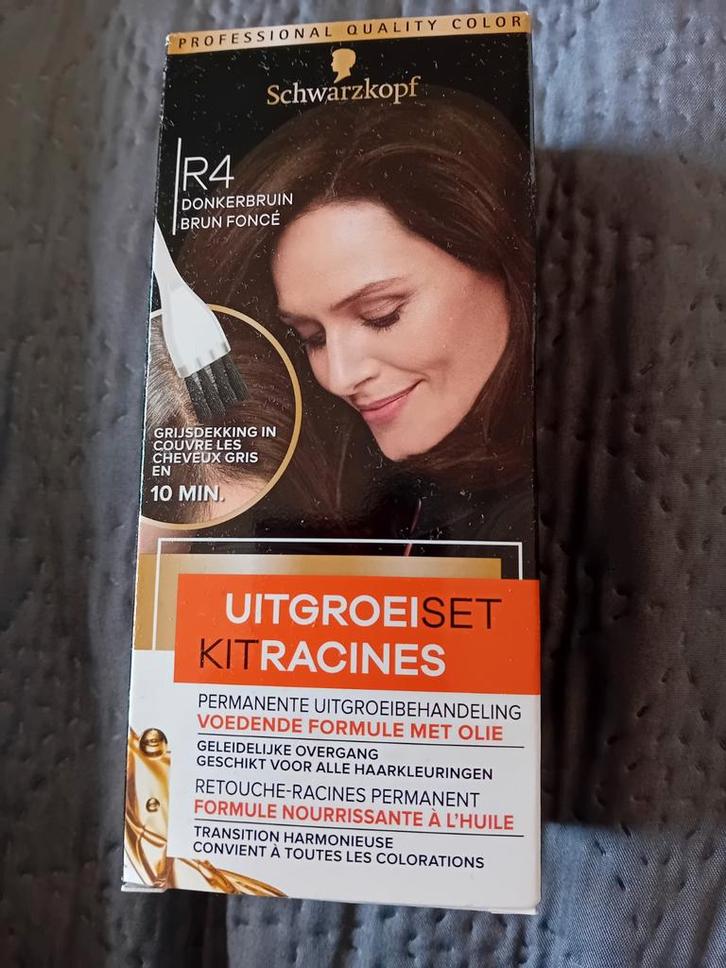 PROFESSIONAL QUALITY COLOR
Schwarzkopf
R4
DONKERBRUIN
BRUN FONCÉ
GRIJSDEKKING IN
COUVRE LES
CHEVEUX GRIS
EN
10 MIN.
UITGROEISET
KITRACINES
PERMANENTE UITGROEIBEHANDELING
VOEDENDE FORMULE MET OLIE
GELEIDELIJKE OVERGANG
GESCHIKT VOOR ALLE HAARKLEURINGEN
RETOUCHE-RACINES PERMANENT
FORMULE NOURRISSANTE À L'HUILE
TRANSITION HARMONIEUSE
CONVIENT À TOUTES LES COLORATIONS